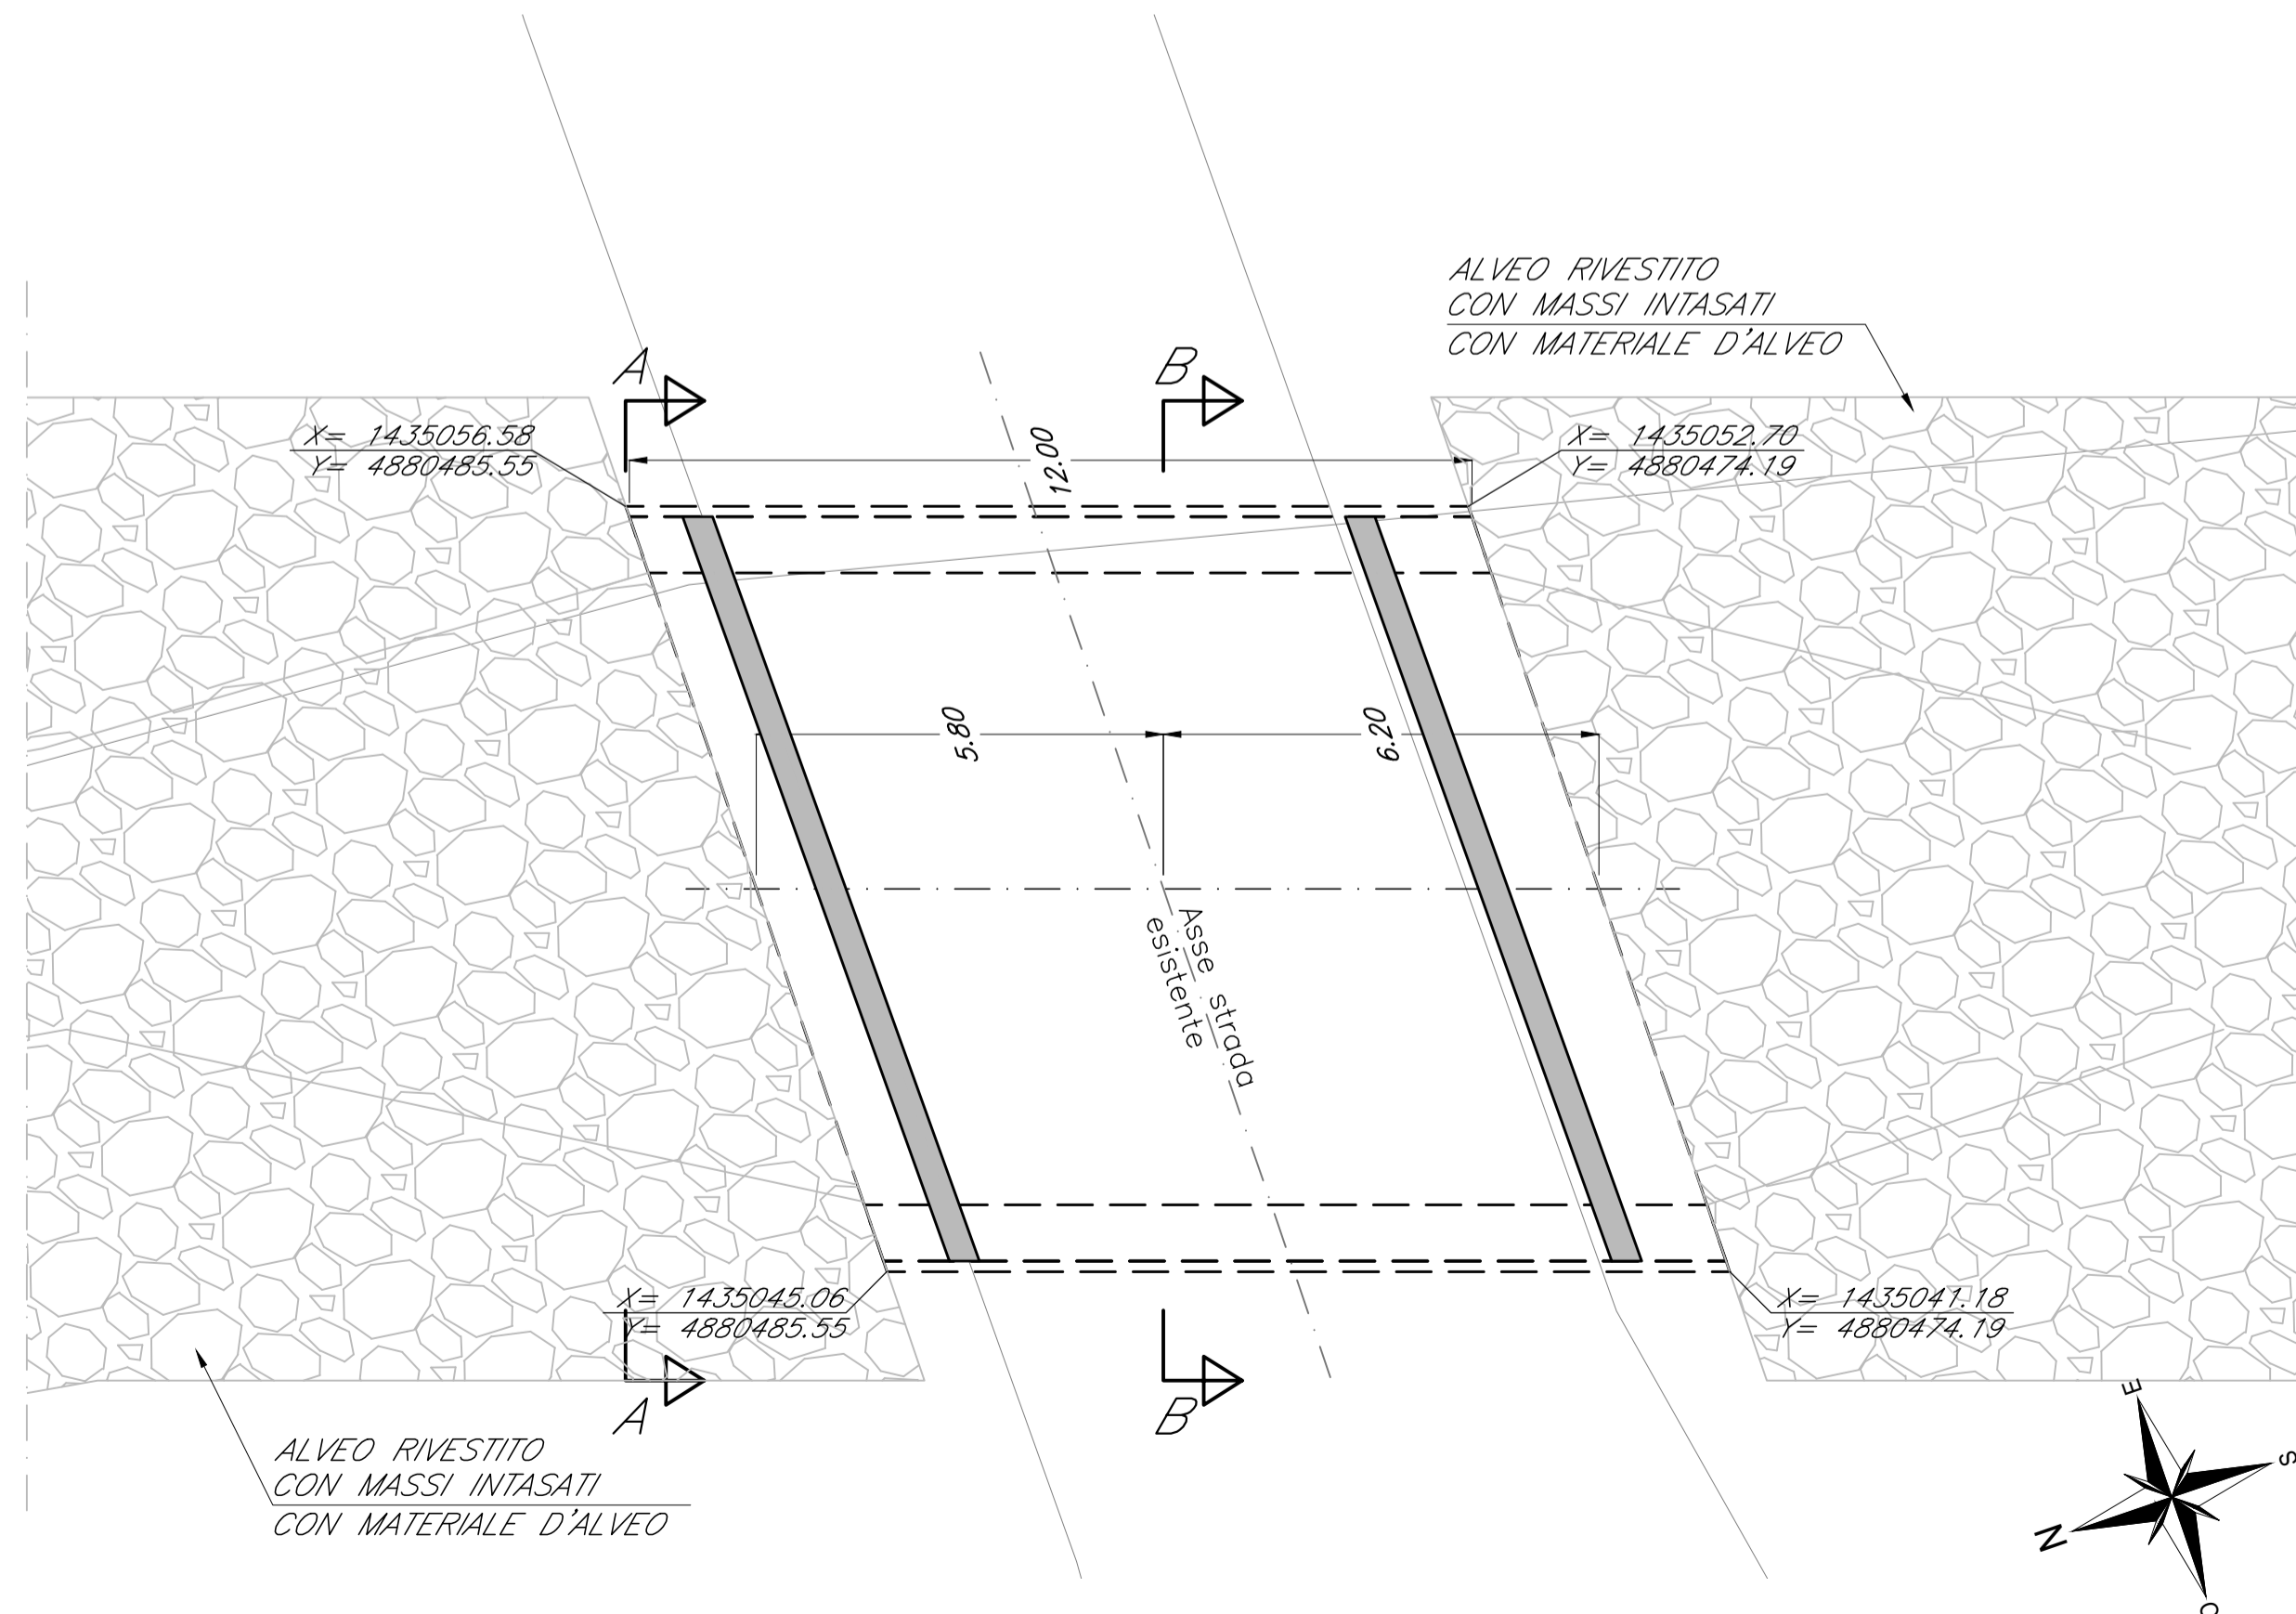 ALVEO RIVESTITO
CON MASSI INTASATI
CON MATERIALE D'ALVEO
A
B
X= 1435056.58
Y= 4880485.55
12.00
X= 1435052.70
Y= 4880474.19
5.80
6.20
Asse strada
esistente
X= 1435045.06
Y= 4880485.55
X= 1435041.18
Y= 4880474.19
A
B
ALVEO RIVESTITO
CON MASSI INTASATI
CON MATERIALE D'ALVEO
E
S
N
O